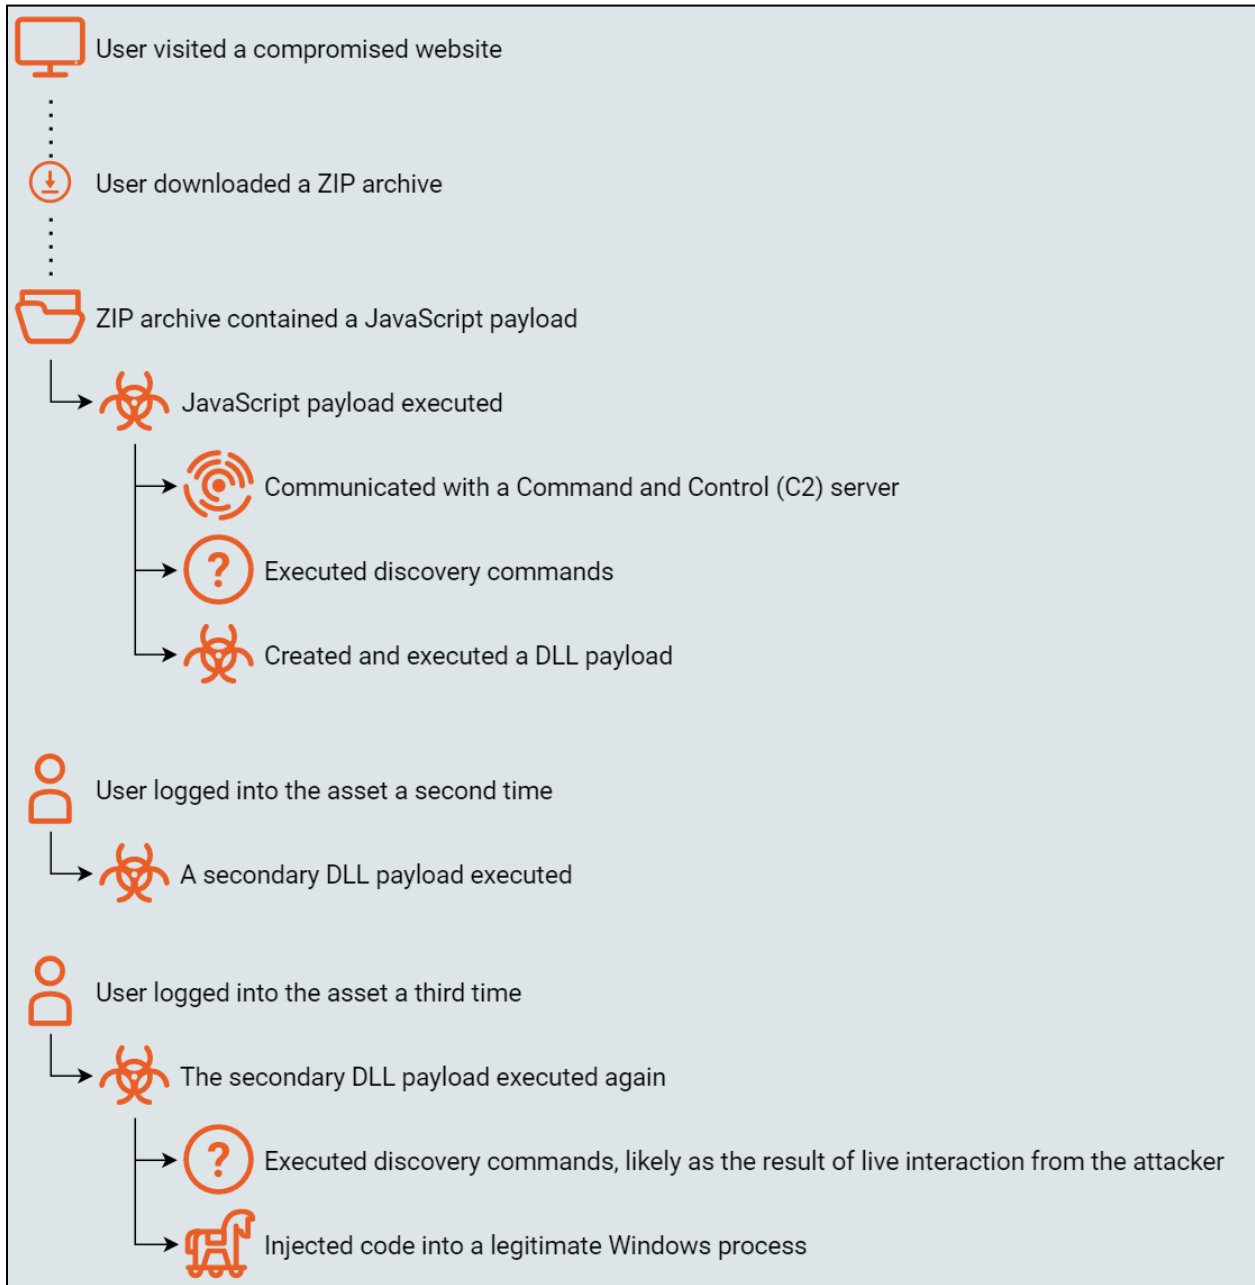 User visited a compromised website
User downloaded a ZIP archive
ZIP archive contained a JavaScript payload
JavaScript payload executed
Communicated with a Command and Control (C2) server
? Executed discovery commands
Created and executed a DLL payload
User logged into the asset a second time
A secondary DLL payload executed
User logged into the asset a third time
The secondary DLL payload executed again
? Executed discovery commands, likely as the result of live interaction from the attacker
Injected code into a legitimate Windows process